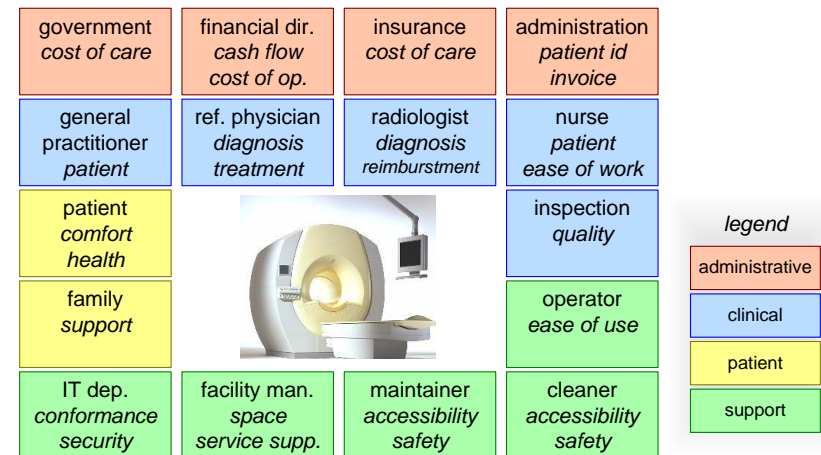 government
cost of care
financial dir.
cash flow
cost of op.
insurance
cost of care
administration
patient id
invoice
general
practitioner
patient
ref. physician
diagnosis
treatment
radiologist
diagnosis
reimburstment
nurse
patient
ease of work
patient
comfort
health
inspection
quality
family
support
operator
ease of use
IT dep.
conformance
security
facility man.
space
service supp.
maintainer
accessibility
safety
cleaner
accessibility
safety
legend
administrative
clinical
patient
support